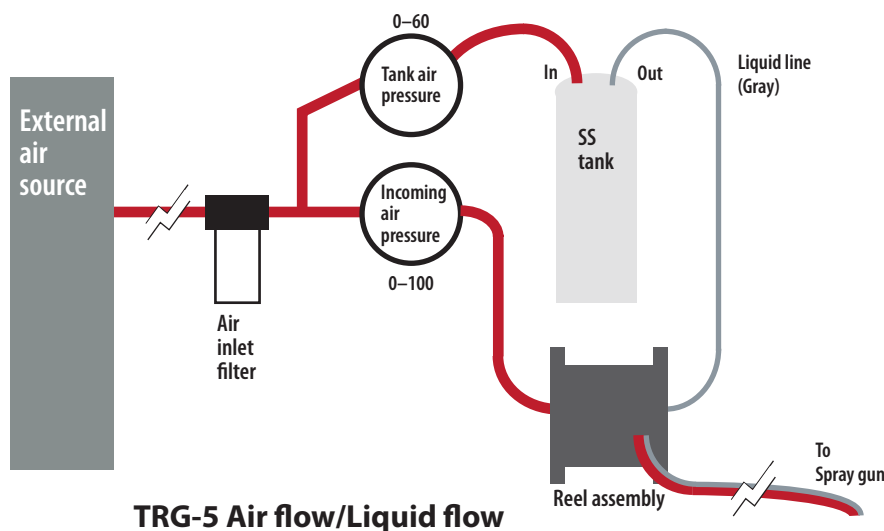 0–60
Tank air
pressure
In
Out
Liquid line
(Gray)
External
air
source
SS
tank
Incoming
air
pressure
0–100
Air
inlet
filter
To
Spray gun
Reel assembly
TRG-5 Air flow/Liquid flow